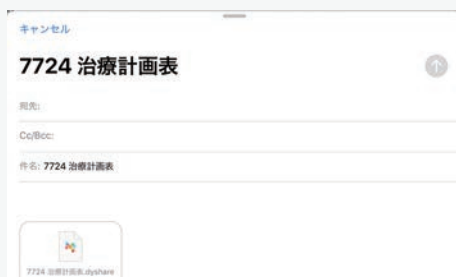 キャンセル
7724 治療計画表
宛先:
Cc/Bcc:
件名: 7724 治療計画表
7724 治療計画表.dyshare